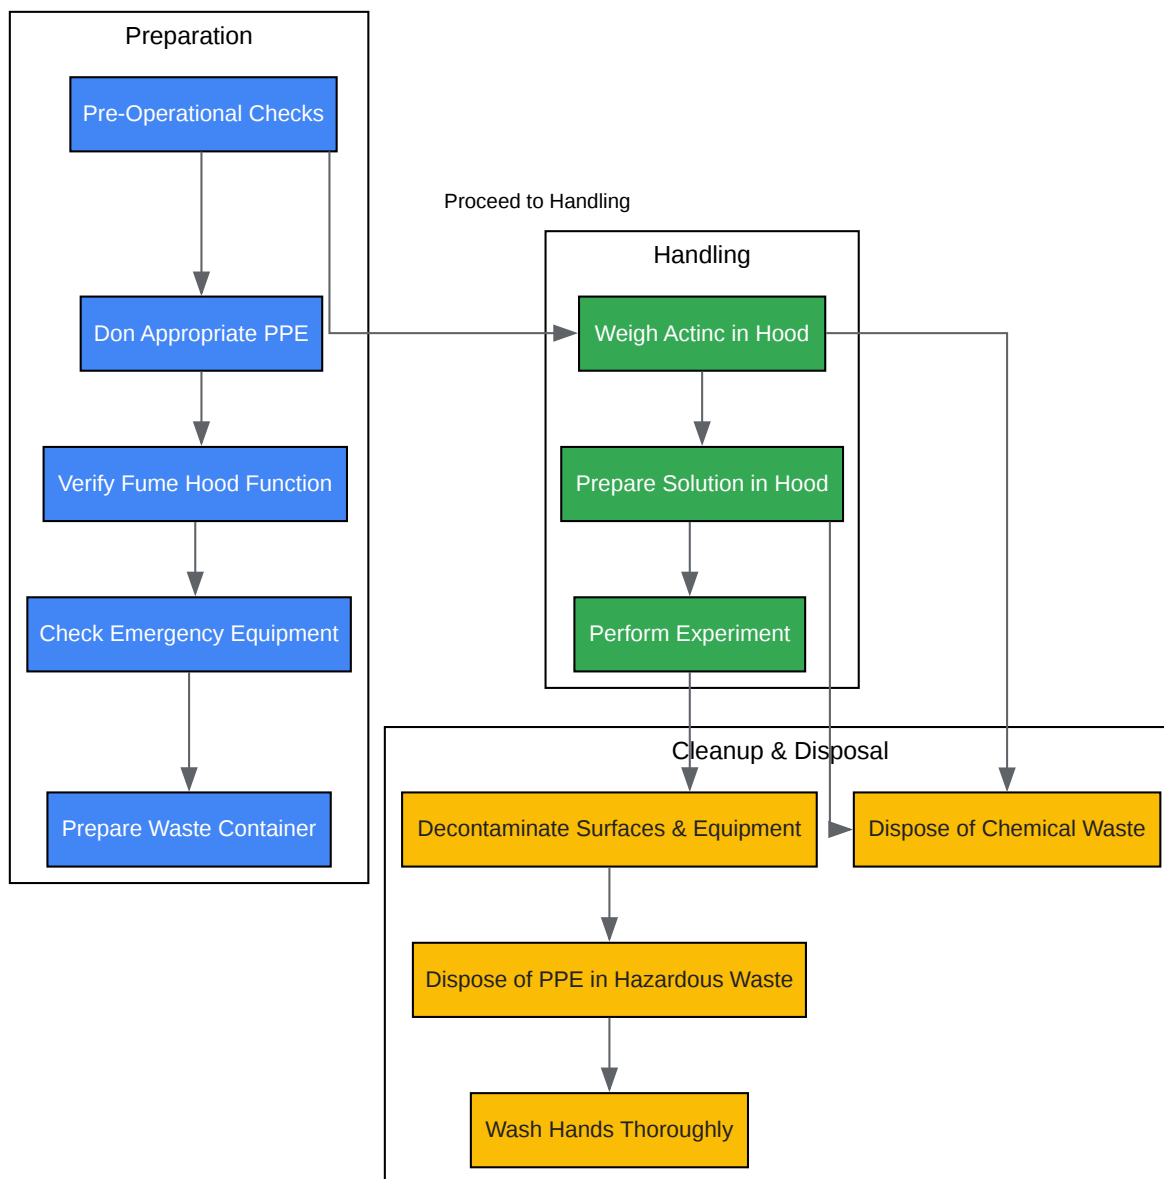 Preparation
Pre-Operational Checks
Don Appropriate PPE
Verify Fume Hood Function
Check Emergency Equipment
Prepare Waste Container
Proceed to Handling
Handling
Weigh Actinc in Hood
Prepare Solution in Hood
Perform Experiment
Cleanup & Disposal
Decontaminate Surfaces & Equipment
Dispose of Chemical Waste
Dispose of PPE in Hazardous Waste
Wash Hands Thoroughly